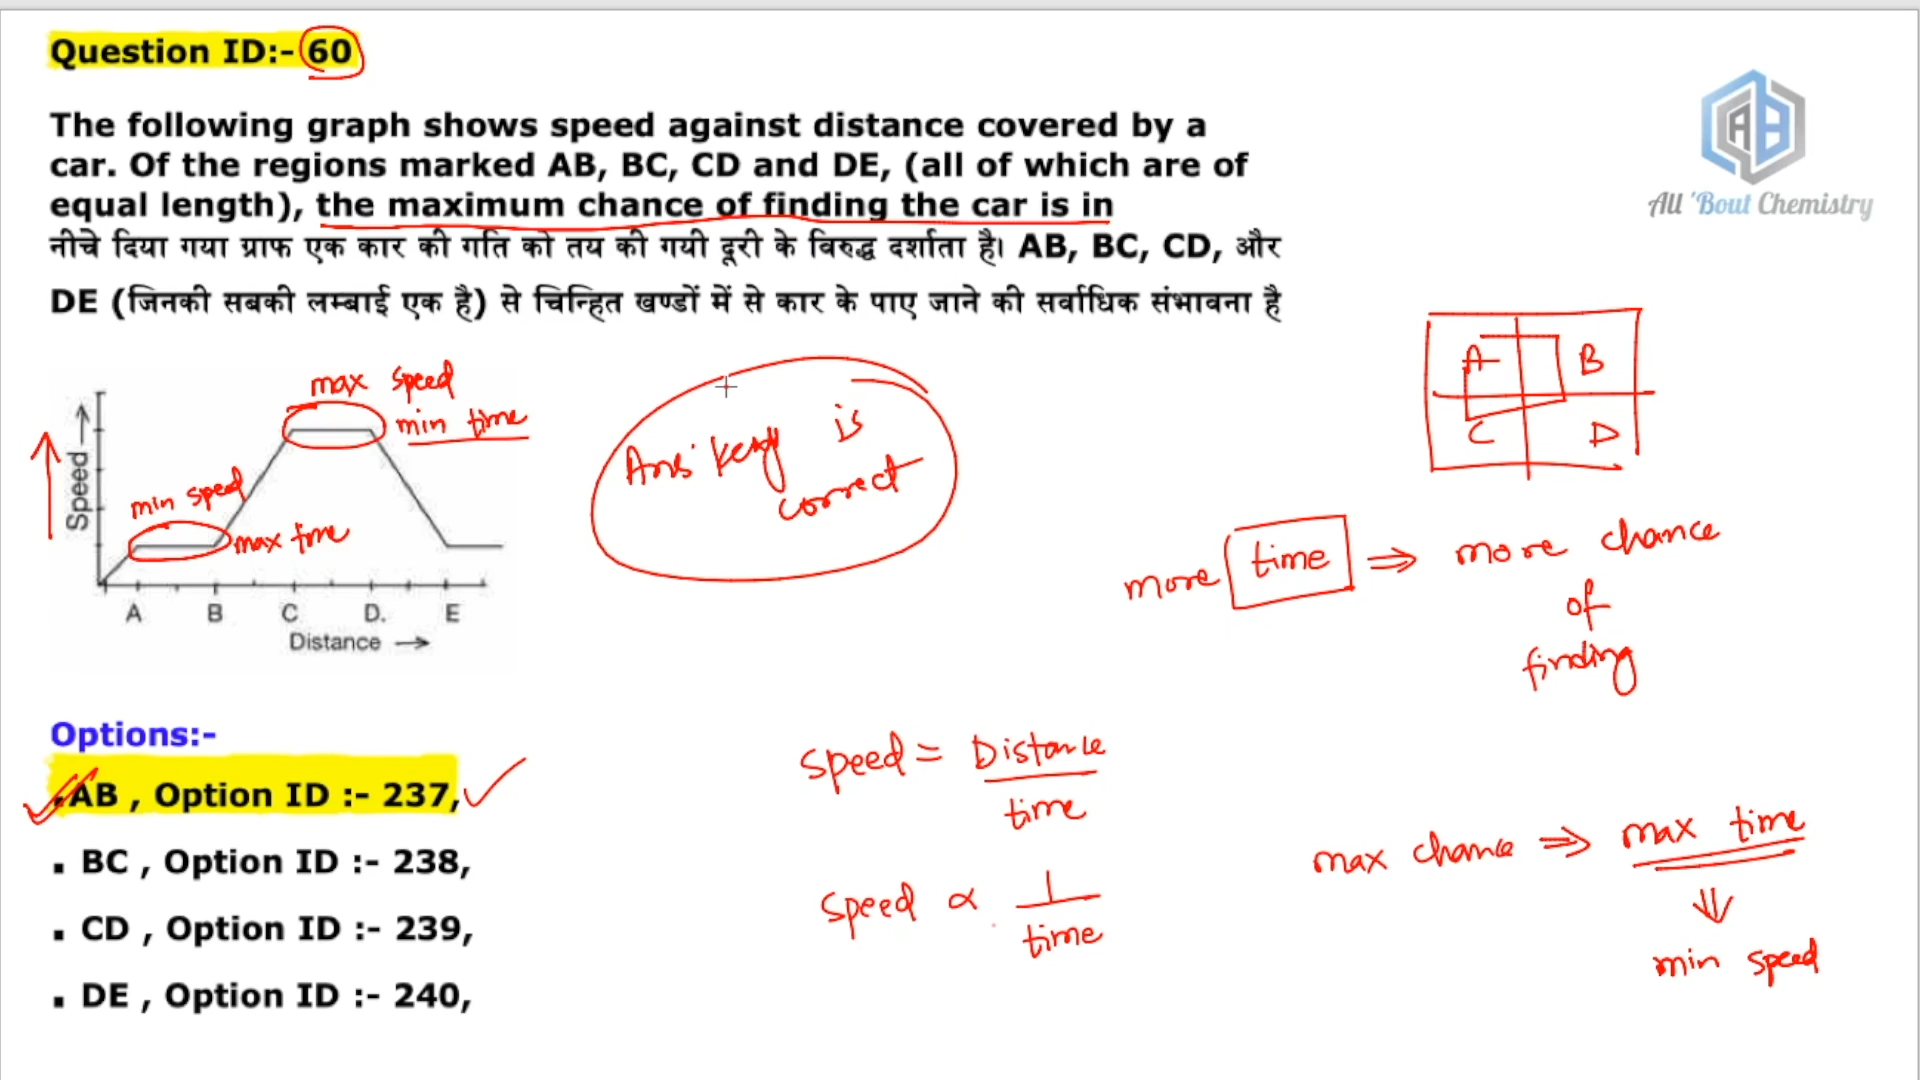 Question ID:- 60
The following graph shows speed against distance covered by a
car. Of the regions marked AB, BC, CD and DE, (all of which are of
equal length), the maximum chance of finding the car is in
नीचे दिया गया ग्राफ एक कार की गति को तय की गयी दूरी के विरुद्ध दर्शाता है। AB, BC, CD, और
DE (जिनकी सबकी लम्बाई एक है) से चिन्हित खण्डों में से कार के पाए जाने की सर्वाधिक संभावना है
All 'Bout Chemistry
max speed
min time
min speed
max time
Speed
A B C D. E
Distance
Ans key is
correct
A B
C D
more time ⇒ more chance
of
finding
Options:-
AB , Option ID :- 237,
BC , Option ID :- 238,
CD , Option ID :- 239,
DE , Option ID :- 240,
Speed = Distance
time
Speed ∝ 1
time
max chance ⇒ max time
min speed